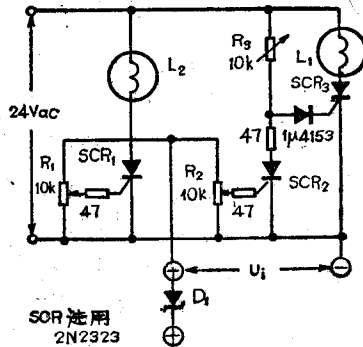 L₂
R₃
10k
L₁
SCR₃
24Vac
47
1μ4153
SCR₁
R₁
10k
47
R₂
10k
47
SCR₂
Ui
D₁
SCR 选用
2N2323